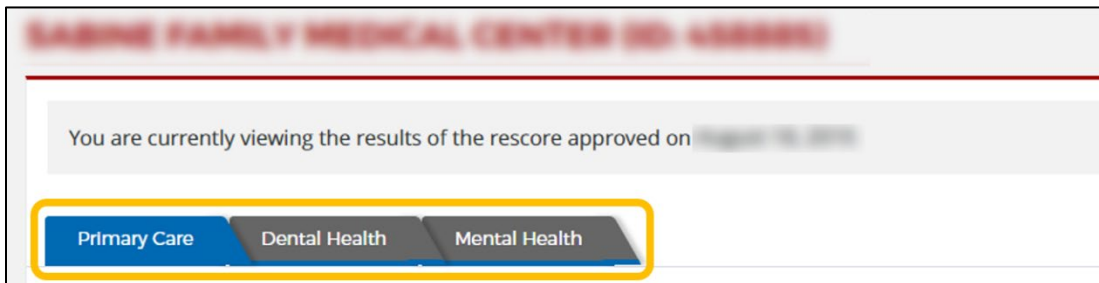 You are currently viewing the results of the rescore approved on
Primary Care Dental Health Mental Health